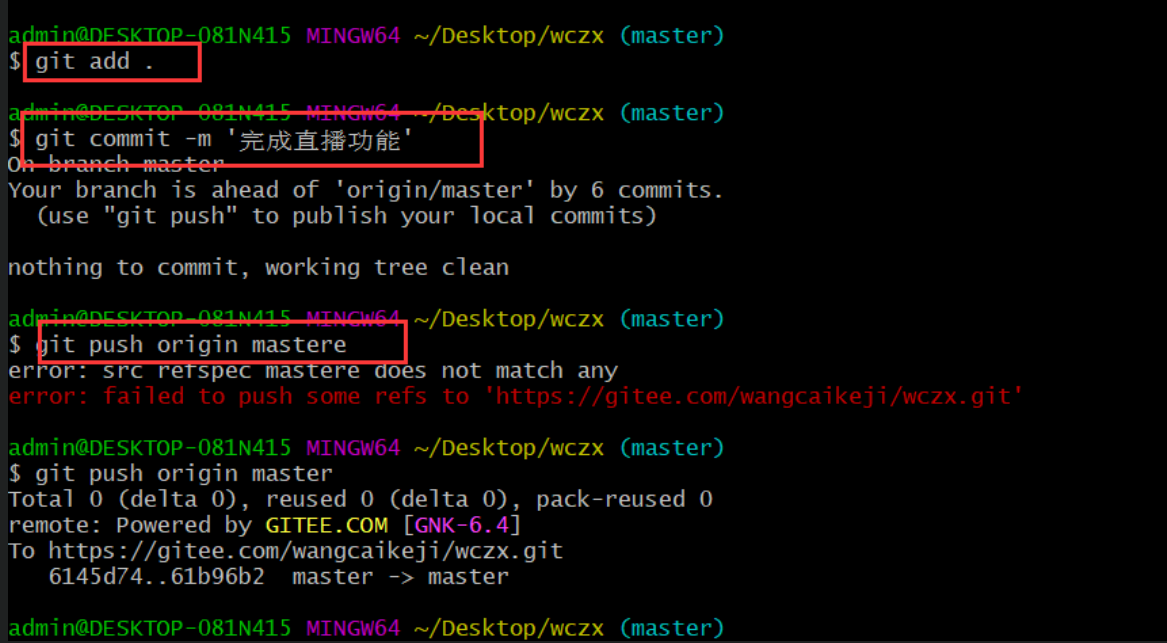 admin@DESKTOP-081N415 MINGW64 ~/Desktop/wczx (master)
$ git add .
admin@DESKTOP-081N415 MINGW64 ~/Desktop/wczx (master)
$ git commit -m '完成直播功能'
On branch master
Your branch is ahead of 'origin/master' by 6 commits.
  (use "git push" to publish your local commits)
nothing to commit, working tree clean
admin@DESKTOP-081N415 MINGW64 ~/Desktop/wczx (master)
$ git push origin mastere
error: src refspec mastere does not match any
error: failed to push some refs to 'https://gitee.com/wangcaikeji/wczx.git'
admin@DESKTOP-081N415 MINGW64 ~/Desktop/wczx (master)
$ git push origin master
Total 0 (delta 0), reused 0 (delta 0), pack-reused 0
remote: Powered by GITEE.COM [GNK-6.4]
To https://gitee.com/wangcaikeji/wczx.git
   6145d74..61b96b2  master -> master
admin@DESKTOP-081N415 MINGW64 ~/Desktop/wczx (master)